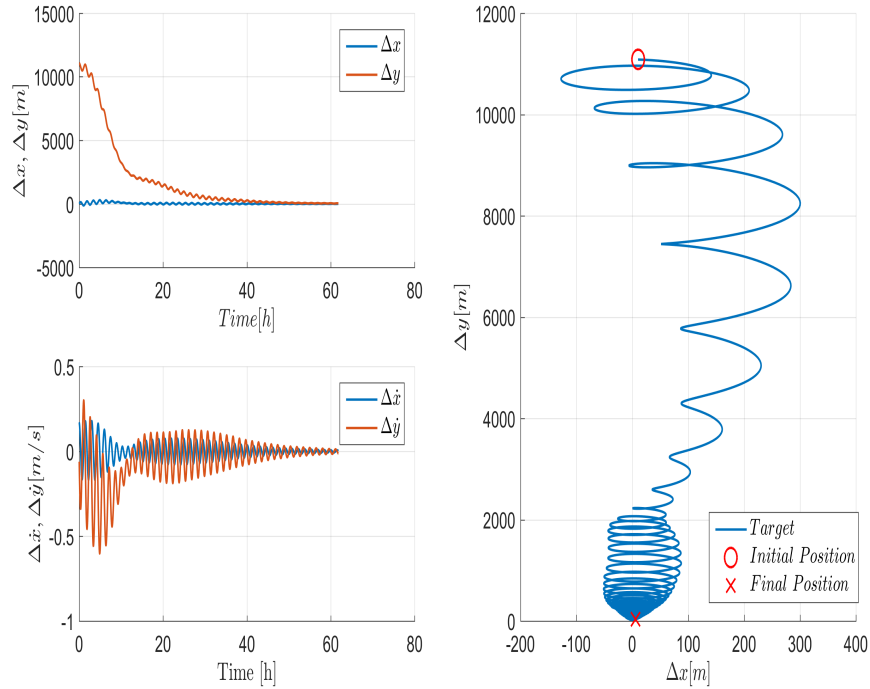 15000
10000
5000
0
-5000
0 20 40 60 80
Time[h]
Δx, Δy[m]
Δx
Δy
0.5
0
-0.5
-1
0 20 40 60 80
Time [h]
Δẋ, Δẏ[m/s]
Δẋ
Δẏ
12000
10000
8000
6000
4000
2000
0
-200 -100 0 100 200 300 400
Δx[m]
Δy[m]
Target
Initial Position
Final Position